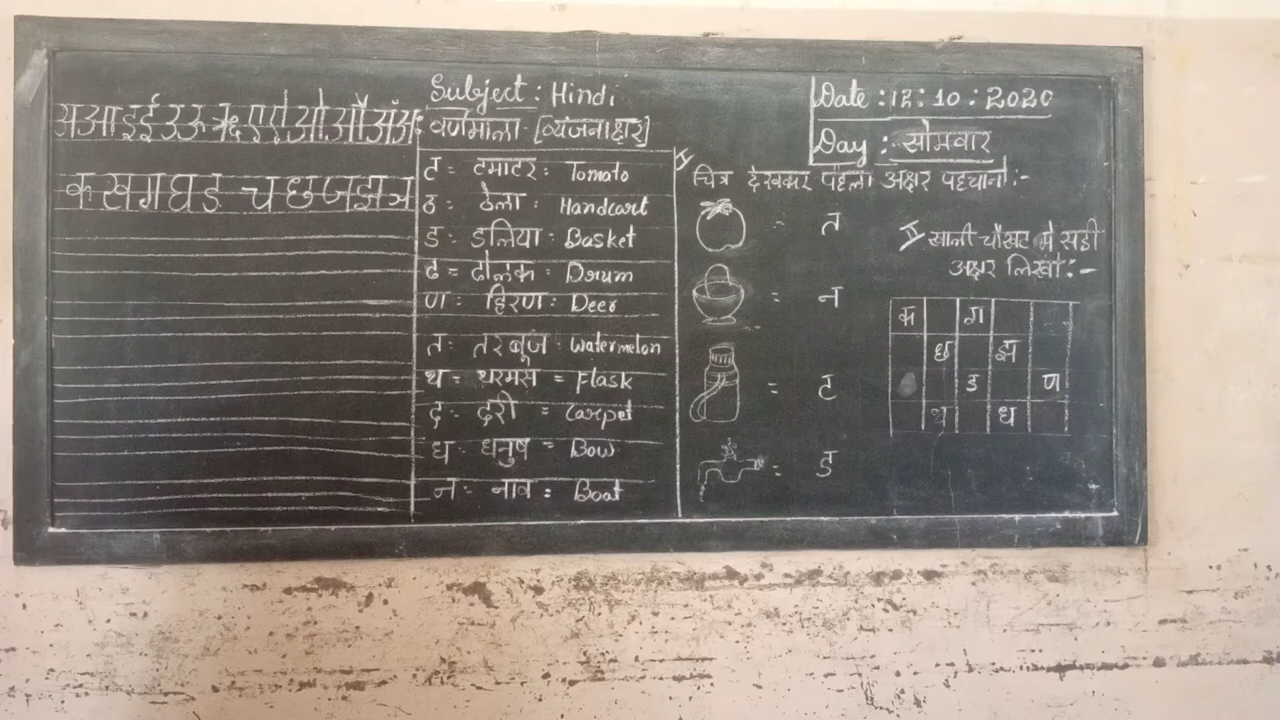 अ आ इ ई उ ऊ ऋ ए ऐ ओ औ अं अः
क ख ग घ ङ च छ ज झ ञ
Subject : Hindi
वर्णमाला - [व्यंजनाक्षर]
ट = टमाटर : Tomato
ठ : ठेला : Handcart
ड : डलिया : Basket
ढ = ढोलक : Drum
ण : हिरण : Deer
त : तरबूज : Watermelon
थ = थरमस = Flask
द : दरी = Carpet
ध : धनुष = Bow
न : नाव : Boat
Date : 12 : 10 : 2020
Day : सोमवार
I चित्र देखकर पहला अक्षर पहचानो :-
: त
: न
= ट
= ड
II खाली चौखट मे सही
अक्षर लिखो :-
क ग
छ झ
ड ण
थ ध